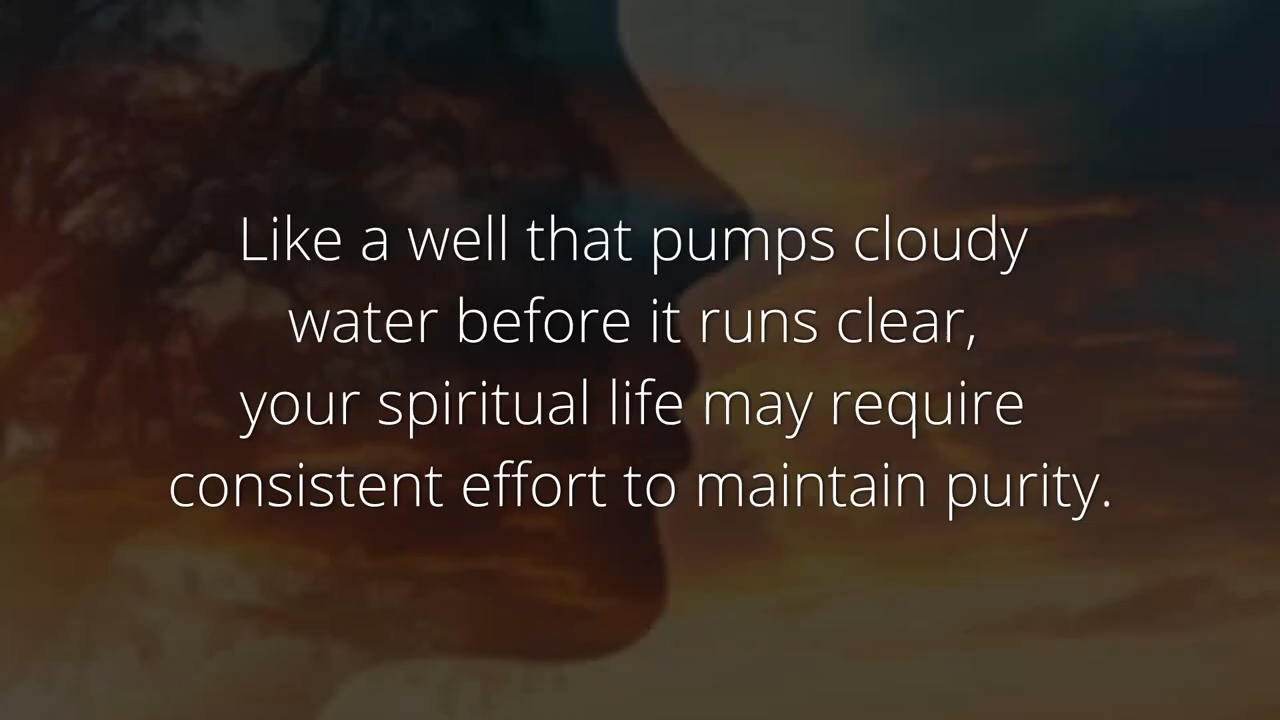 Like a well that pumps cloudy
water before it runs clear,
your spiritual life may require
consistent effort to maintain purity.